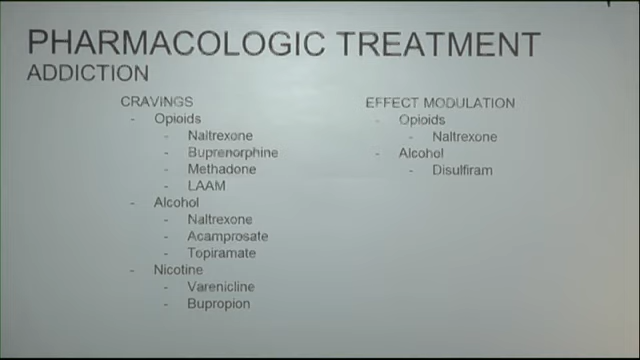 PHARMACOLOGIC TREATMENT
ADDICTION
CRAVINGS
- Opioids
- Naltrexone
- Buprenorphine
- Methadone
- LAAM
- Alcohol
- Naltrexone
- Acamprosate
- Topiramate
- Nicotine
- Varenicline
- Bupropion
EFFECT MODULATION
- Opioids
- Naltrexone
- Alcohol
- Disulfiram